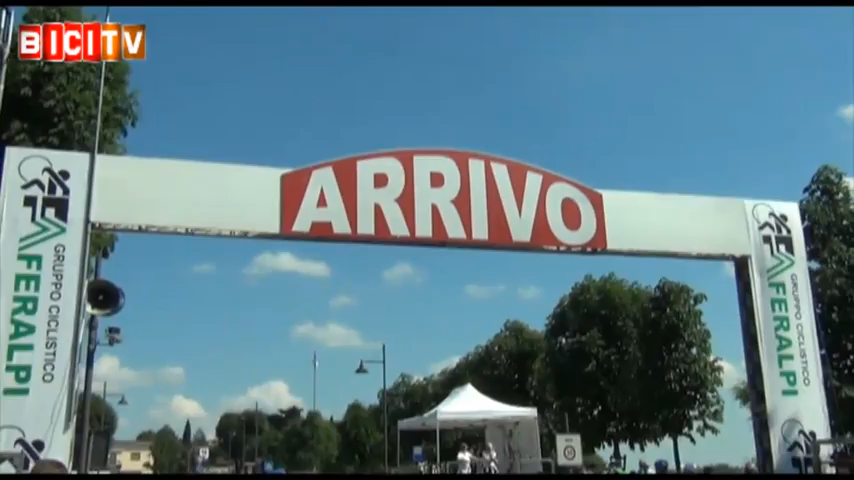 BICITV
ARRIVO
GRUPPO CICLISTICO
FERALPI
GRUPPO CICLISTICO
FERALPI